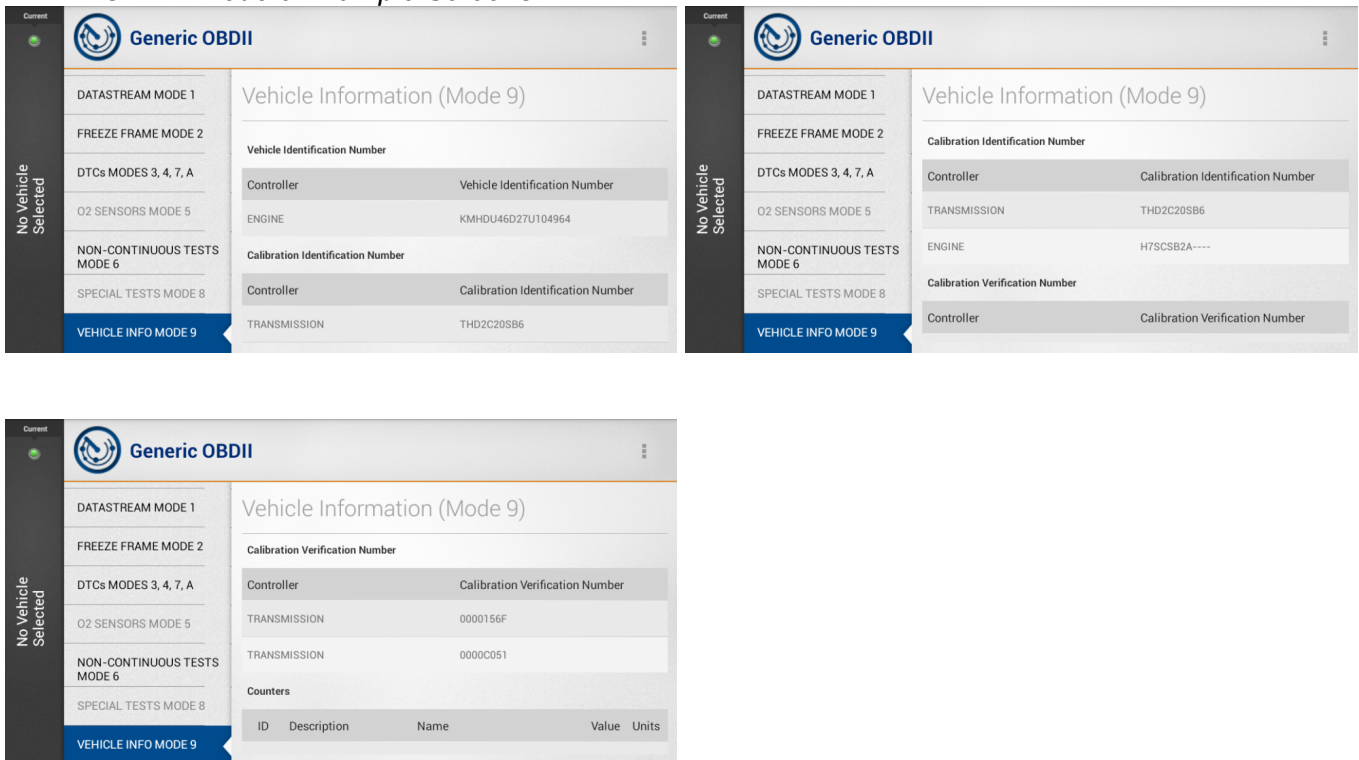 Current
Generic OBDII
No Vehicle
Selected
DATASTREAM MODE 1
FREEZE FRAME MODE 2
DTCs MODES 3, 4, 7, A
O2 SENSORS MODE 5
NON-CONTINUOUS TESTS
MODE 6
SPECIAL TESTS MODE 8
VEHICLE INFO MODE 9
Vehicle Information (Mode 9)
Vehicle Identification Number
Controller Vehicle Identification Number
ENGINE KMHDU46D27U104964
Calibration Identification Number
Controller Calibration Identification Number
TRANSMISSION THD2C20SB6
Current
Generic OBDII
No Vehicle
Selected
DATASTREAM MODE 1
FREEZE FRAME MODE 2
DTCs MODES 3, 4, 7, A
O2 SENSORS MODE 5
NON-CONTINUOUS TESTS
MODE 6
SPECIAL TESTS MODE 8
VEHICLE INFO MODE 9
Vehicle Information (Mode 9)
Calibration Identification Number
Controller Calibration Identification Number
TRANSMISSION THD2C20SB6
ENGINE H7SCSB2A----
Calibration Verification Number
Controller Calibration Verification Number
Current
Generic OBDII
No Vehicle
Selected
DATASTREAM MODE 1
FREEZE FRAME MODE 2
DTCs MODES 3, 4, 7, A
O2 SENSORS MODE 5
NON-CONTINUOUS TESTS
MODE 6
SPECIAL TESTS MODE 8
VEHICLE INFO MODE 9
Vehicle Information (Mode 9)
Calibration Verification Number
Controller Calibration Verification Number
TRANSMISSION 0000156F
TRANSMISSION 0000C051
Counters
ID Description Name Value Units